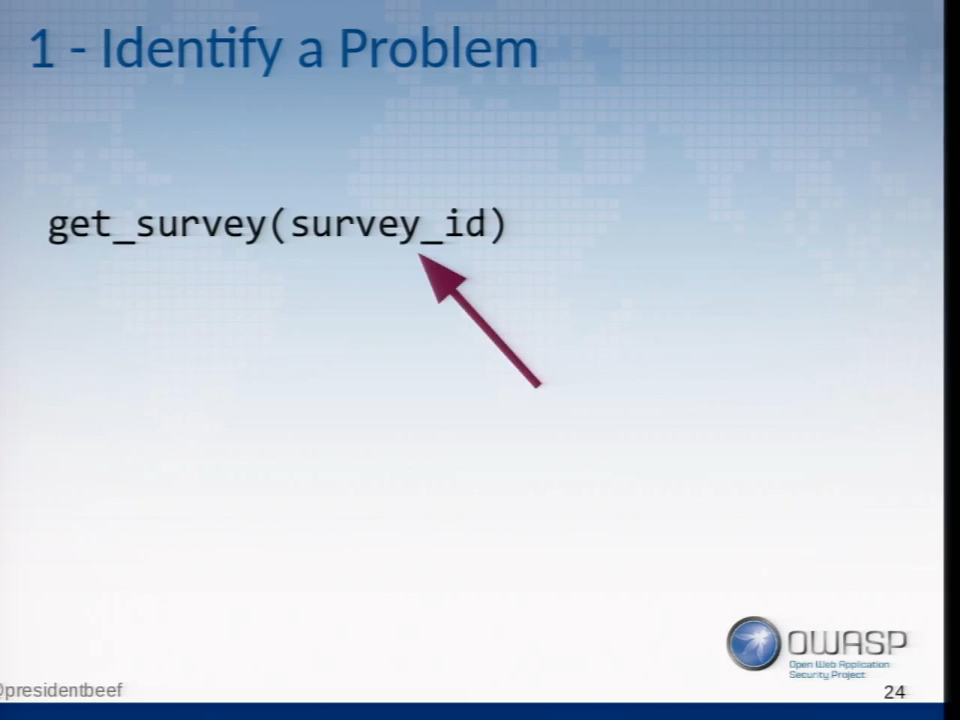 1 - Identify a Problem
get_survey(survey_id)
OWASP
Open Web Application
Security Project
@presidentbeef
24